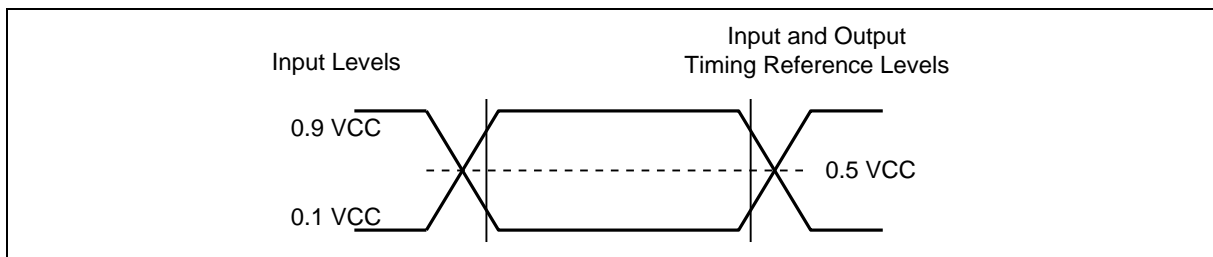 Input Levels
Input and Output
Timing Reference Levels
0.9 VCC
0.5 VCC
0.1 VCC